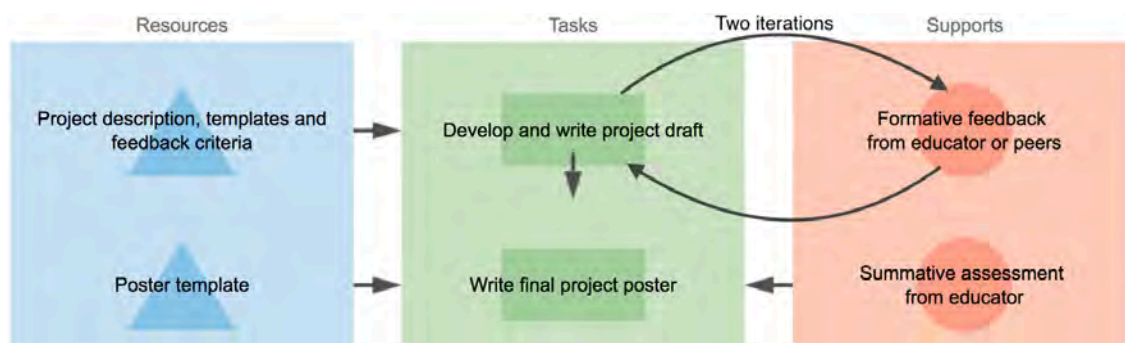 Resources
Tasks
Two iterations
Supports
Project description, templates and
feedback criteria
Develop and write project draft
Formative feedback
from educator or peers
Poster template
Write final project poster
Summative assessment
from educator